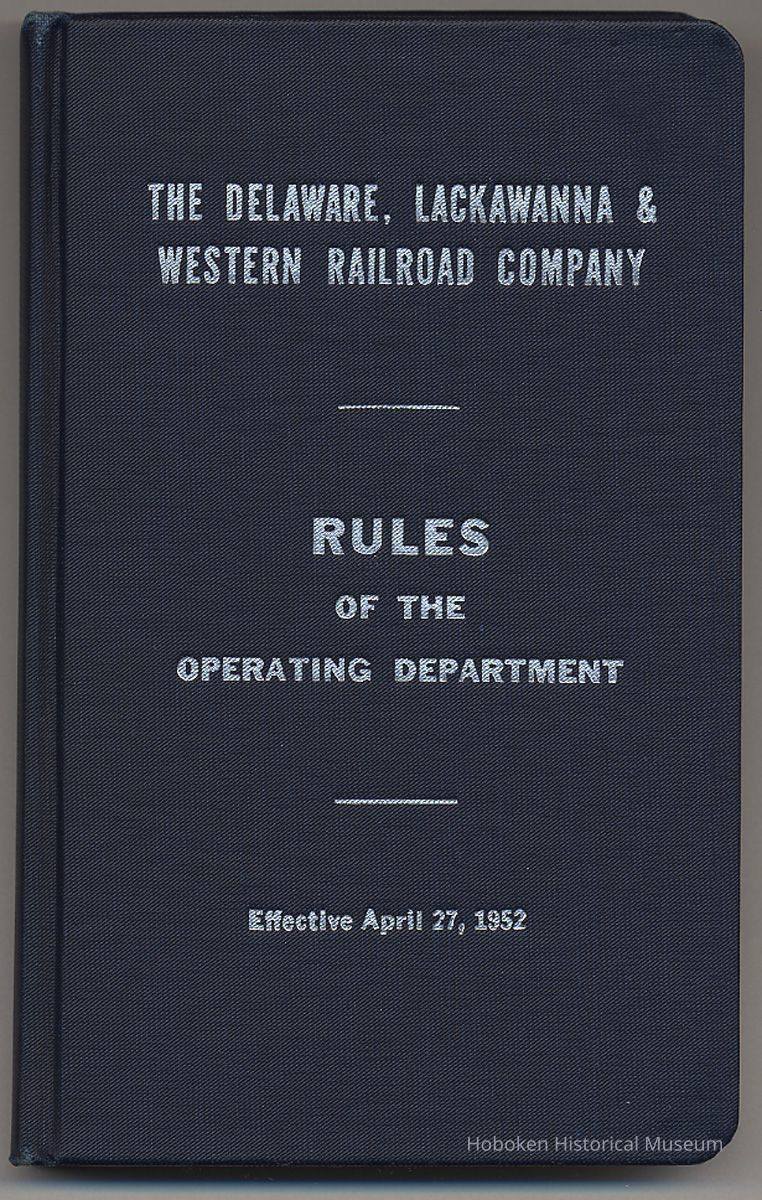 THE DELAWARE, LACKAWANNA &
WESTERN RAILROAD COMPANY
RULES
OF THE
OPERATING DEPARTMENT
Effective April 27, 1952
Hoboken Historical Museum